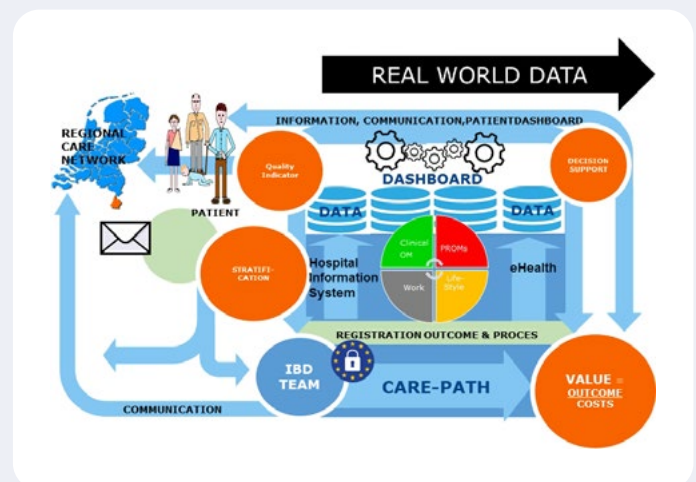 REAL WORLD DATA
INFORMATION, COMMUNICATION,PATIENTDASHBOARD
REGIONAL
CARE
NETWORK
PATIENT
Quality
Indicator
DASHBOARD
DECISION
SUPPORT
DATA
DATA
STRATIFI-
CATION
Hospital
Information
System
Clinical
OM
PROMs
Work
Life-
Style
eHealth
REGISTRATION OUTCOME & PROCES
IBD
TEAM
CARE-PATH
VALUE =
OUTCOME
COSTS
COMMUNICATION